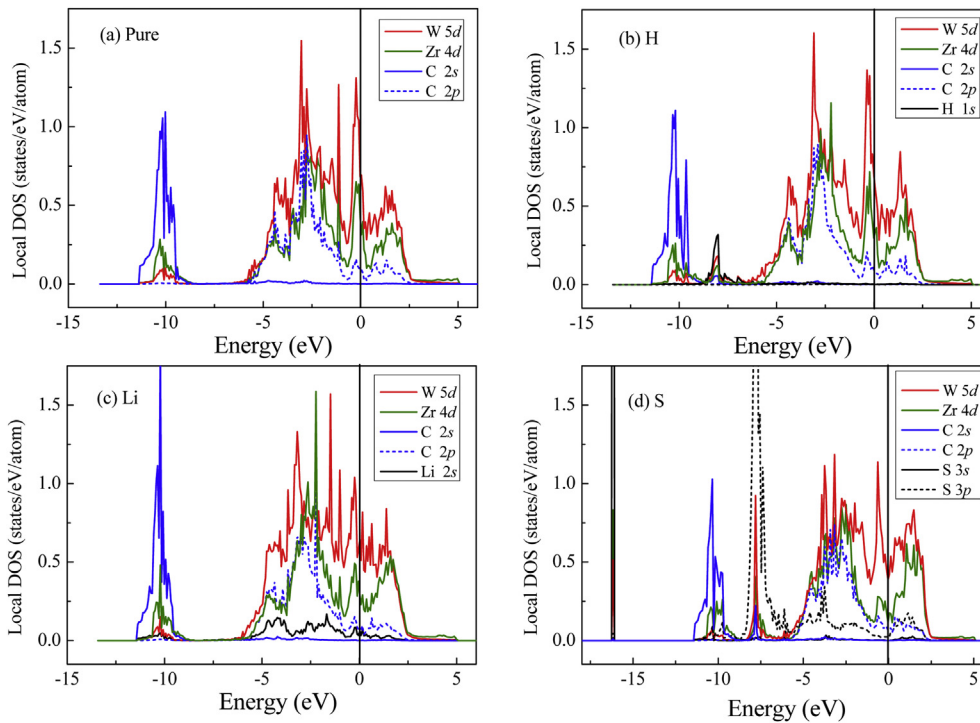 (a) Pure
W 5d
Zr 4d
C 2s
C 2p
Local DOS (states/eV/atom)
1.5
1.0
0.5
0.0
-15 -10 -5 0 5
Energy (eV)
(b) H
W 5d
Zr 4d
C 2s
C 2p
H 1s
Local DOS (states/eV/atom)
1.5
1.0
0.5
0.0
-15 -10 -5 0 5
Energy (eV)
(c) Li
W 5d
Zr 4d
C 2s
C 2p
Li 2s
Local DOS (states/eV/atom)
1.5
1.0
0.5
0.0
-15 -10 -5 0 5
Energy (eV)
(d) S
W 5d
Zr 4d
C 2s
C 2p
S 3s
S 3p
Local DOS (states/eV/atom)
1.5
1.0
0.5
0.0
-15 -10 -5 0 5
Energy (eV)